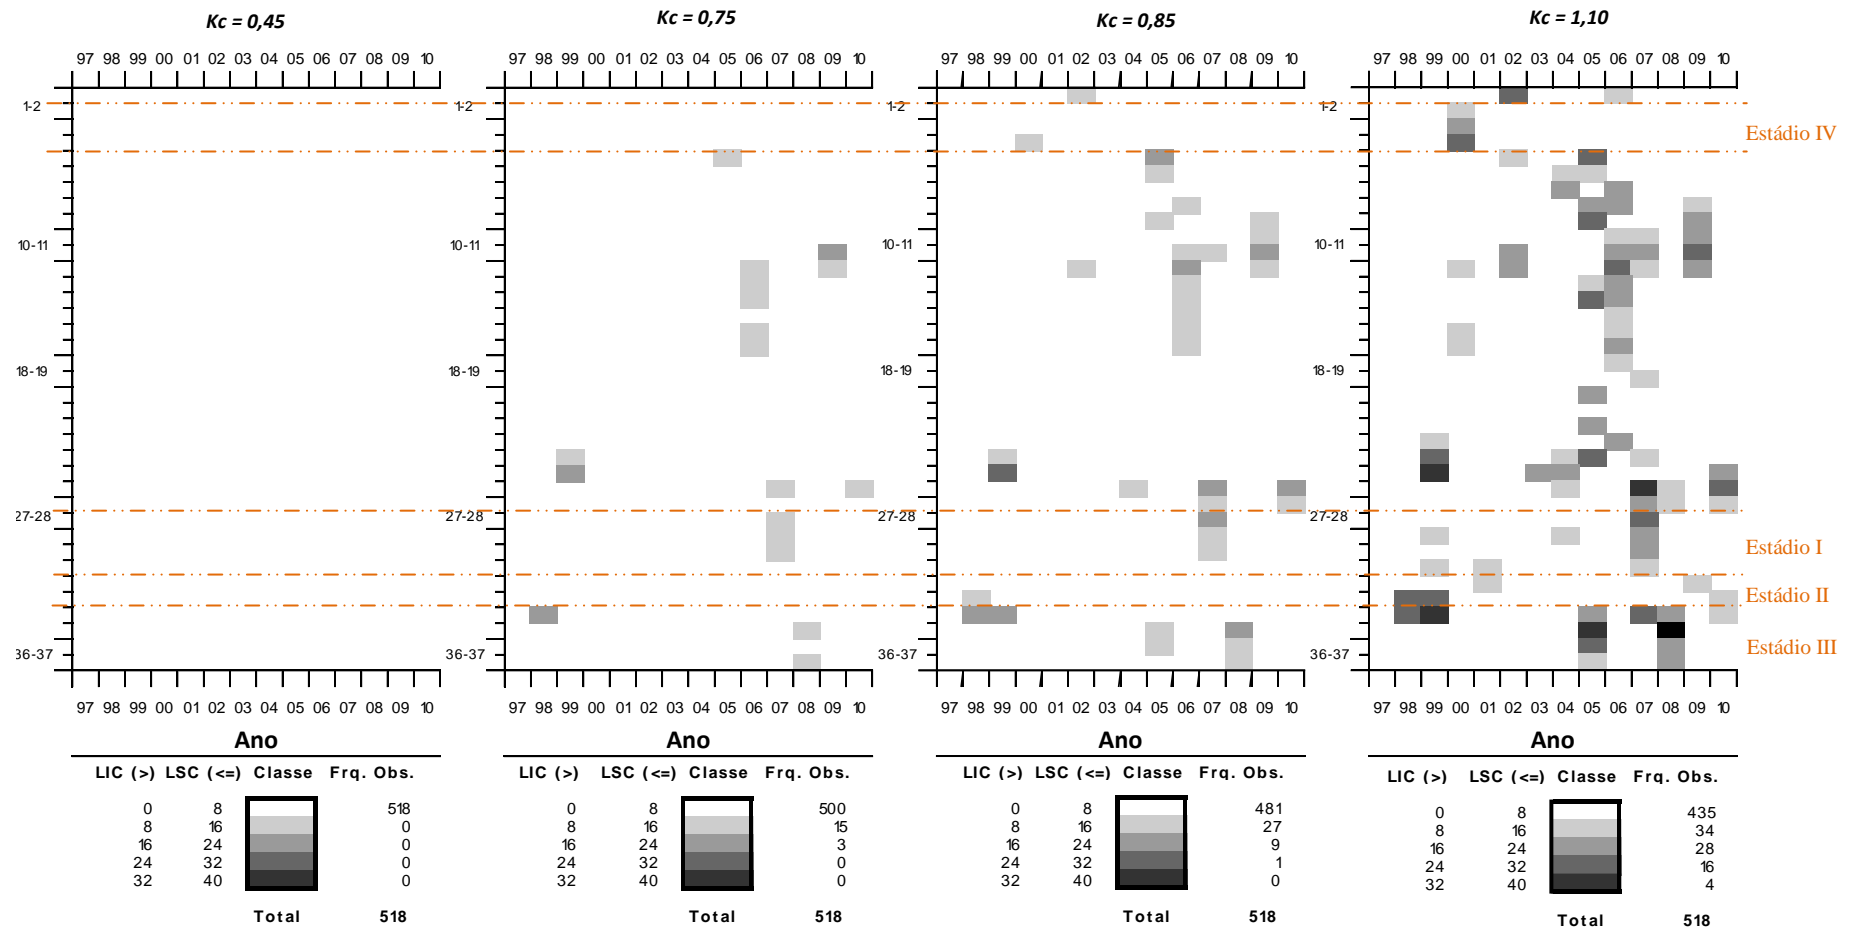 Kc = 0,45 Kc = 0,75 Kc = 0,85 Kc = 1,10
97 98 99 00 01 02 03 04 05 06 07 08 09 10 97 98 99 00 01 02 03 04 05 06 07 08 09 10 97 98 99 00 01 02 03 04 05 06 07 08 09 10 97 98 99 00 01 02 03 04 05 06 07 08 09 10
1-2 1-2 1-2 1-2
Estádio IV
10-11 10-11 10-11 10-11
18-19 18-19 18-19 18-19
27-28 27-28 27-28 27-28
Estádio I
Estádio II
36-37 36-37 36-37 36-37 Estádio III
97 98 99 00 01 02 03 04 05 06 07 08 09 10 97 98 99 00 01 02 03 04 05 06 07 08 09 10 97 98 99 00 01 02 03 04 05 06 07 08 09 10 97 98 99 00 01 02 03 04 05 06 07 08 09 10
Ano Ano Ano Ano
LIC (>) LSC (<=) Classe Frq. Obs. LIC (>) LSC (<=) Classe Frq. Obs. LIC (>) LSC (<=) Classe Frq. Obs. LIC (>) LSC (<=) Classe Frq. Obs.
0 8 518 0 8 500 0 8 481 0 8 435
8 16 0 8 16 15 8 16 27 8 16 34
16 24 0 16 24 3 16 24 9 16 24 28
24 32 0 24 32 0 24 32 1 24 32 16
32 40 0 32 40 0 32 40 0 32 40 4
Total 518 Total 518 Total 518 Total 518